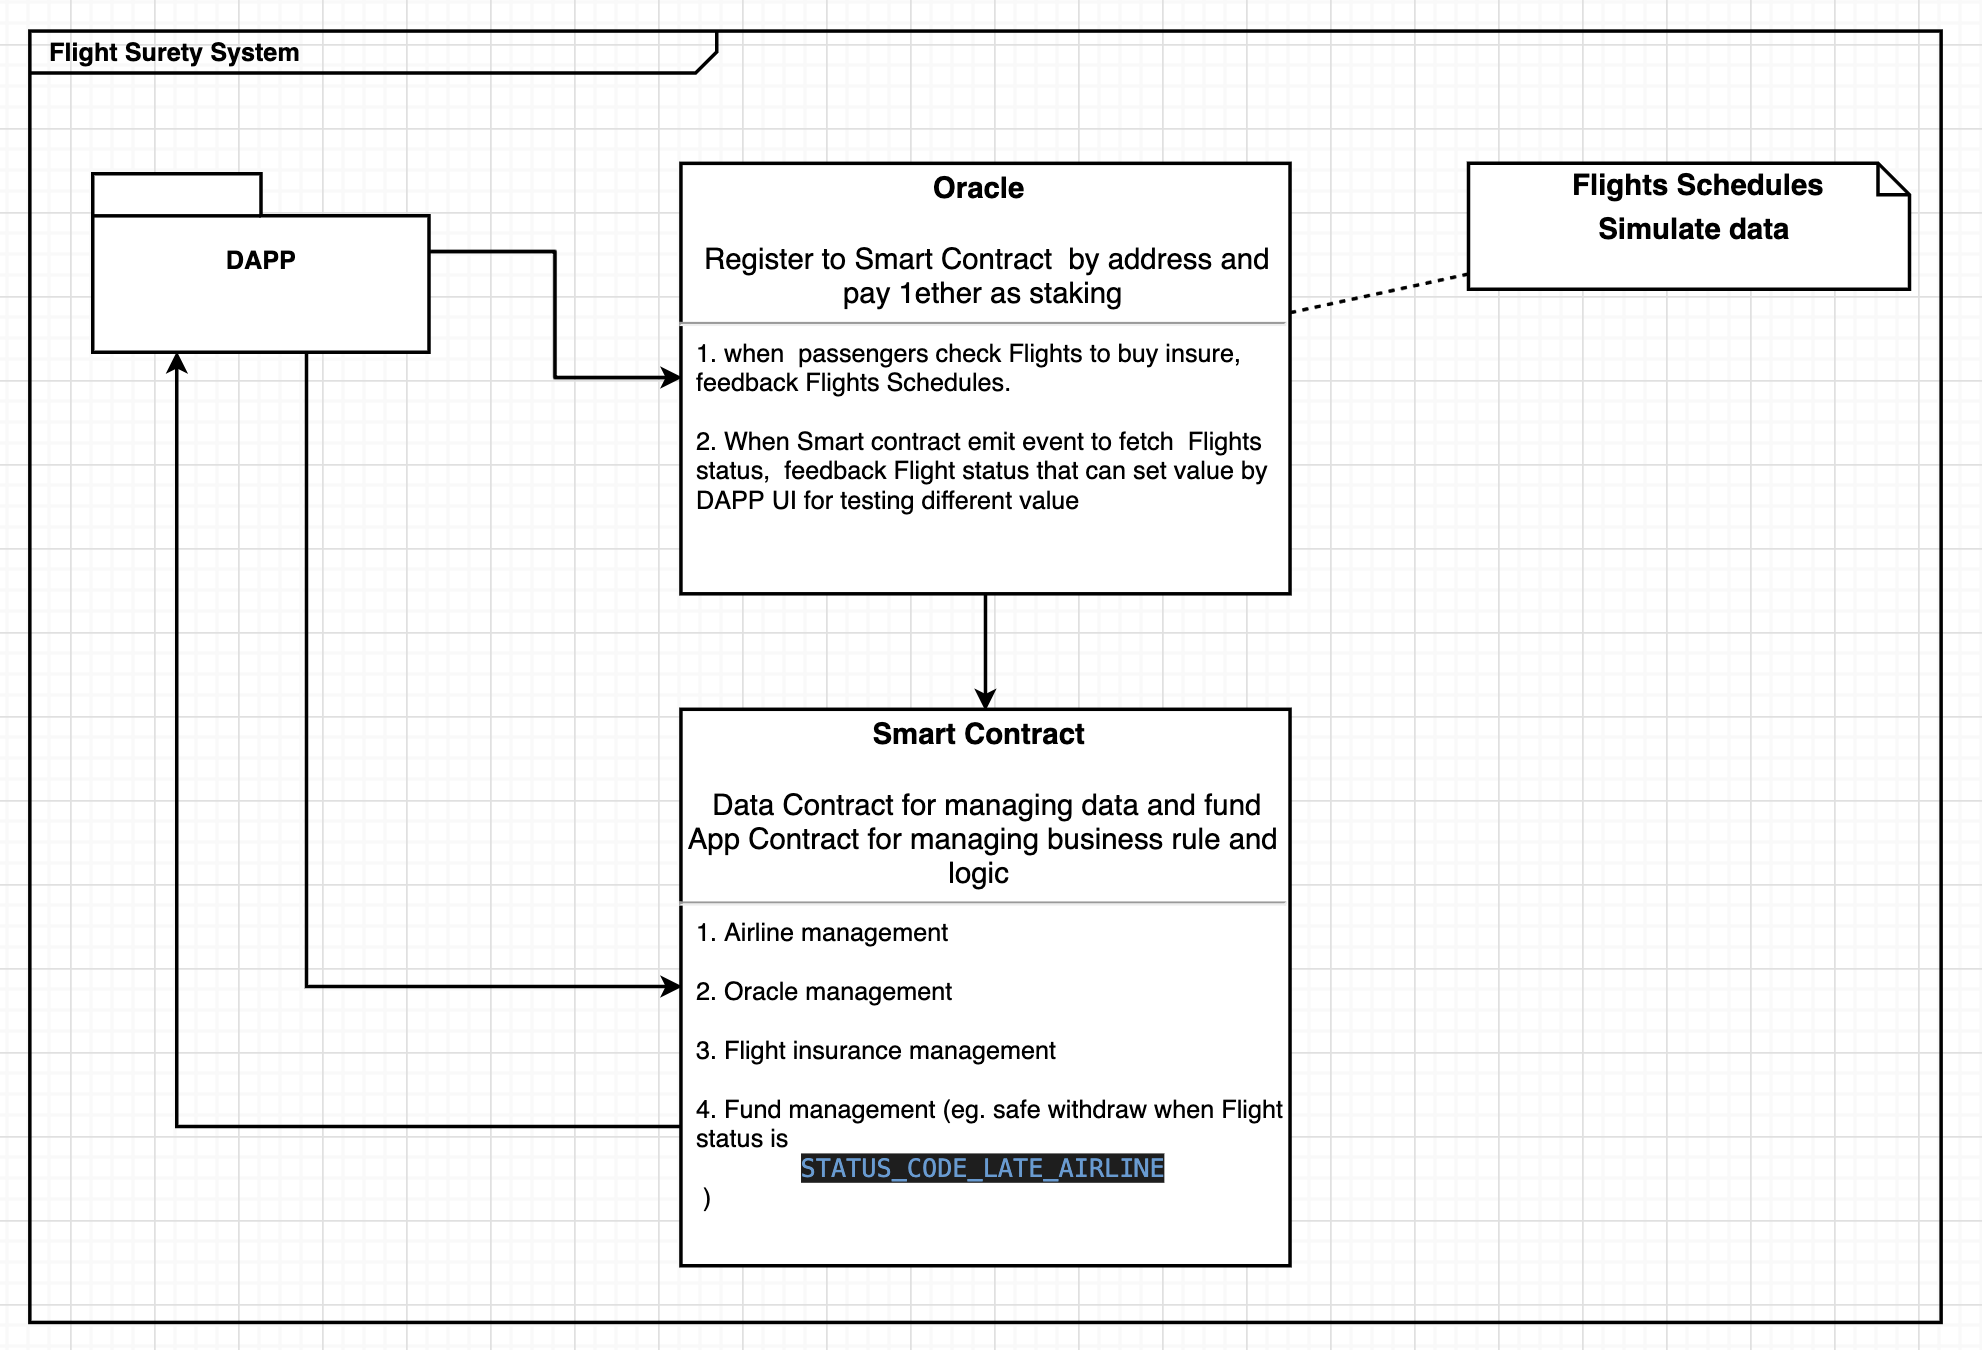 Flight Surety System
DAPP
Oracle
Register to Smart Contract  by address and
pay 1ether as staking
1. when  passengers check Flights to buy insure,
feedback Flights Schedules.
2. When Smart contract emit event to fetch  Flights
status,  feedback Flight status that can set value by
DAPP UI for testing different value
Flights Schedules
Simulate data
Smart Contract
Data Contract for managing data and fund
App Contract for managing business rule and
logic
1. Airline management
2. Oracle management
3. Flight insurance management
4. Fund management (eg. safe withdraw when Flight
status is
STATUS_CODE_LATE_AIRLINE
)